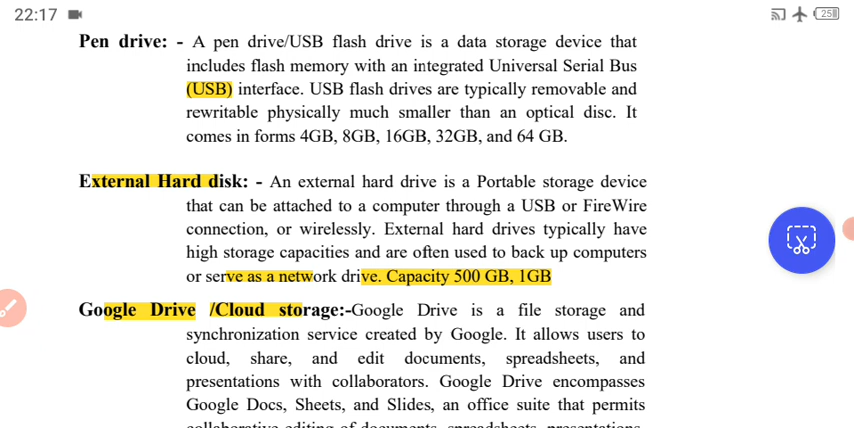 22:17
25
Pen drive: - A pen drive/USB flash drive is a data storage device that
includes flash memory with an integrated Universal Serial Bus
(USB) interface. USB flash drives are typically removable and
rewritable physically much smaller than an optical disc. It
comes in forms 4GB, 8GB, 16GB, 32GB, and 64 GB.
External Hard disk: - An external hard drive is a Portable storage device
that can be attached to a computer through a USB or FireWire
connection, or wirelessly. External hard drives typically have
high storage capacities and are often used to back up computers
or serve as a network drive. Capacity 500 GB, 1GB
Google Drive /Cloud storage:-Google Drive is a file storage and
synchronization service created by Google. It allows users to
cloud, share, and edit documents, spreadsheets, and
presentations with collaborators. Google Drive encompasses
Google Docs, Sheets, and Slides, an office suite that permits
collaborative editing of documents, spreadsheets, presentations,